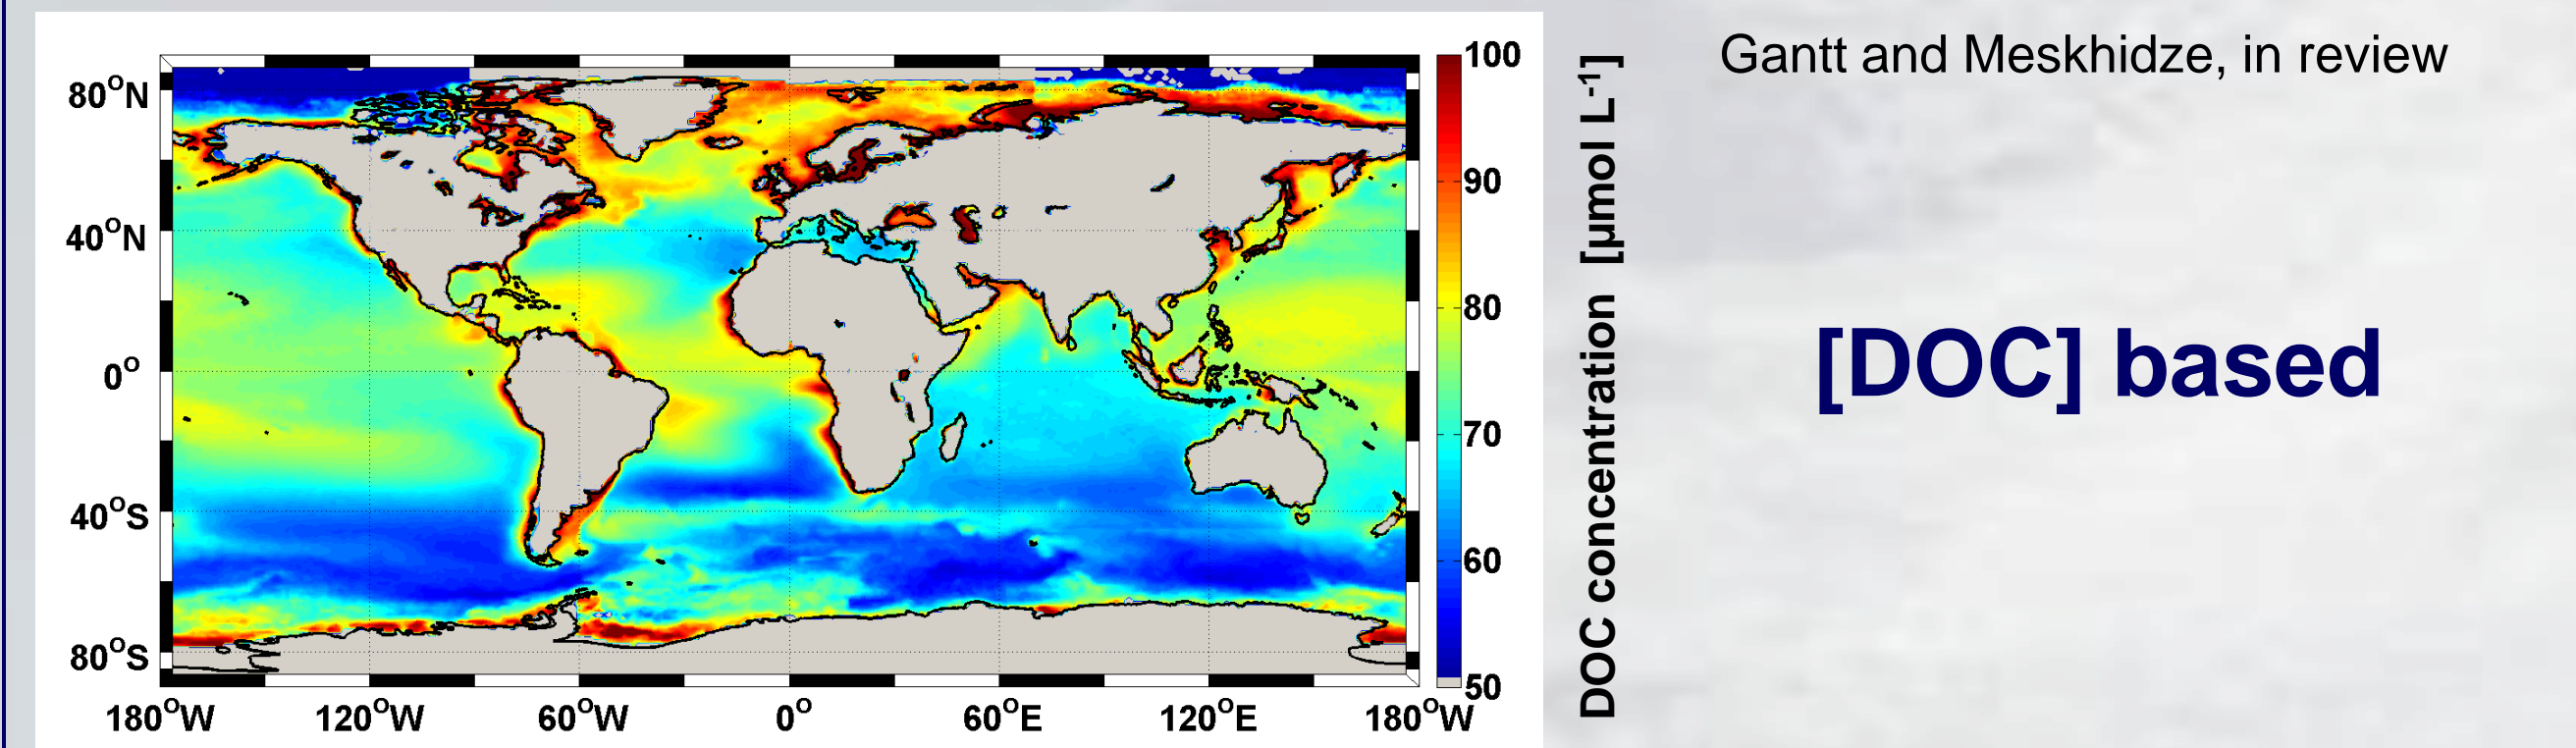 Gantt and Meskhidze, in review
[DOC] based
DOC concentration [µmol L-1]
100
90
80
70
60
50
80°N
40°N
0°
40°S
80°S
180°W 120°W 60°W 0° 60°E 120°E 180°W